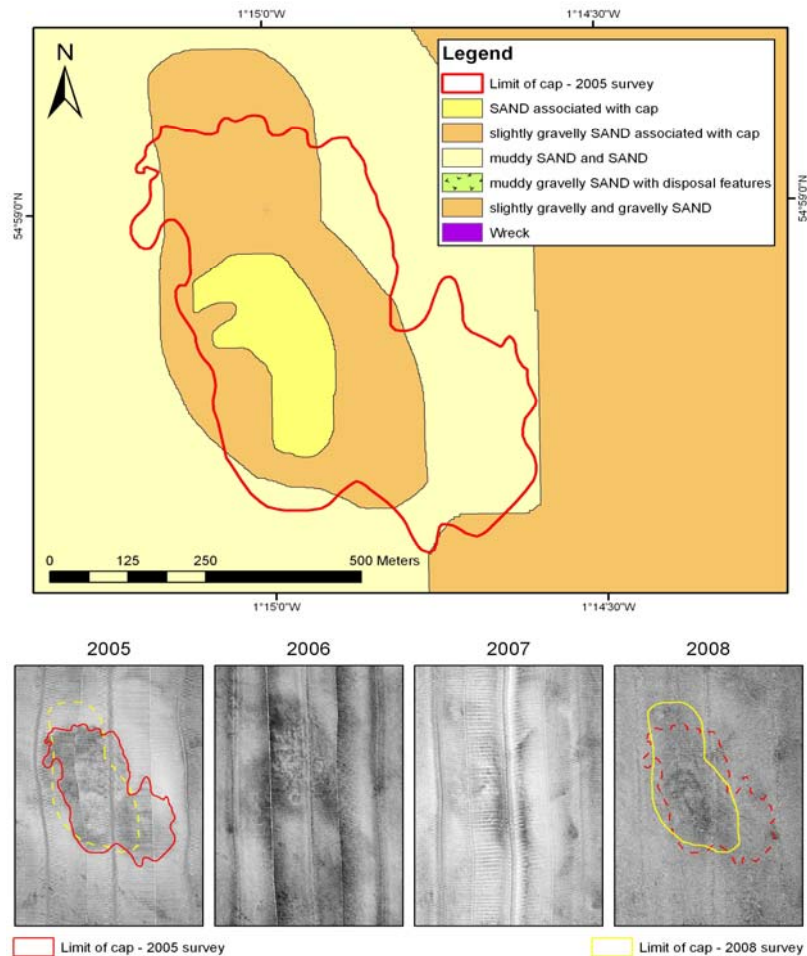 1°15'0"W 1°14'30"W
N
Legend
Limit of cap - 2005 survey
SAND associated with cap
slightly gravelly SAND associated with cap
muddy SAND and SAND
muddy gravelly SAND with disposal features
slightly gravelly and gravelly SAND
Wreck
54°59'0"N 54°59'0"N
0 125 250 500 Meters
1°15'0"W 1°14'30"W
2005 2006 2007 2008
Limit of cap - 2005 survey Limit of cap - 2008 survey